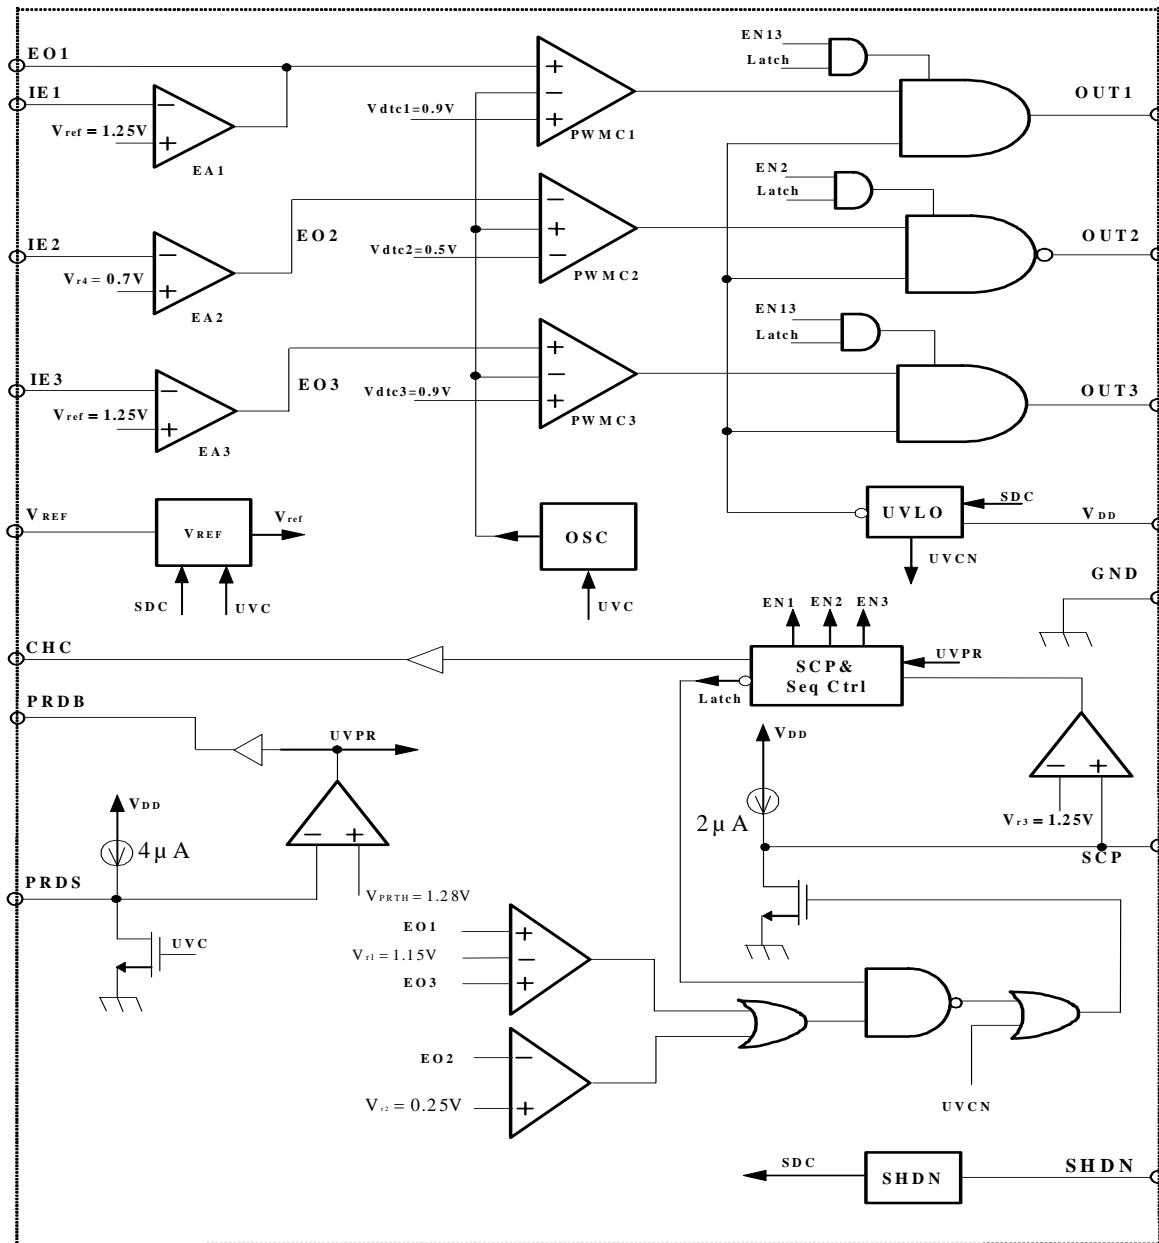 EO1
IE1
Vref = 1.25V
EA1
Vdtc1=0.9V
PWMC1
EN13
Latch
OUT1
IE2
Vr4 = 0.7V
EA2
EO2
Vdtc2=0.5V
PWMC2
EN2
Latch
OUT2
IE3
Vref = 1.25V
EA3
EO3
Vdtc3=0.9V
PWMC3
EN13
Latch
OUT3
VREF
VREF
Vref
SDC
UVC
OSC
UVC
UVLO
SDC
VDD
UVCN
GND
EN1 EN2 EN3
CHC
SCP&
Seq Ctrl
UVPR
Latch
PRDB
UVPR
VDD
VDD
4μA
2μA
Vr3 = 1.25V
SCP
PRDS
VPRTH = 1.28V
UVC
EO1
Vr1 = 1.15V
EO3
EO2
Vr2 = 0.25V
UVCN
SDC
SHDN
SHDN
+
−
+
−
+
+
−
+
−
+
−
−
+
+
−
+
−
+
−
+
−
+
+
−
+
−
+